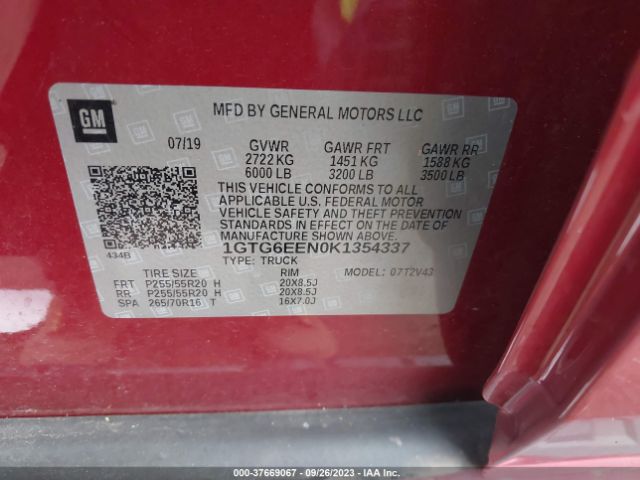 GM
MFD BY GENERAL MOTORS LLC
07/19 GVWR GAWR FRT GAWR RR
2722 KG 1451 KG 1588 KG
6000 LB 3200 LB 3500 LB
THIS VEHICLE CONFORMS TO ALL
APPLICABLE U.S. FEDERAL MOTOR
VEHICLE SAFETY AND THEFT PREVENTION
STANDARDS IN EFFECT ON THE DATE OF
MANUFACTURE SHOWN ABOVE.
434B 1GTG6EEN0K1354337
TYPE: TRUCK
TIRE SIZE RIM MODEL: 07T2V43
FRT P255/55R20 H 20X8.5J
RR P255/55R20 H 20X8.5J
SPA 265/70R16 T 16X7.0J
000-37669067 - 09/26/2023 - IAA Inc.